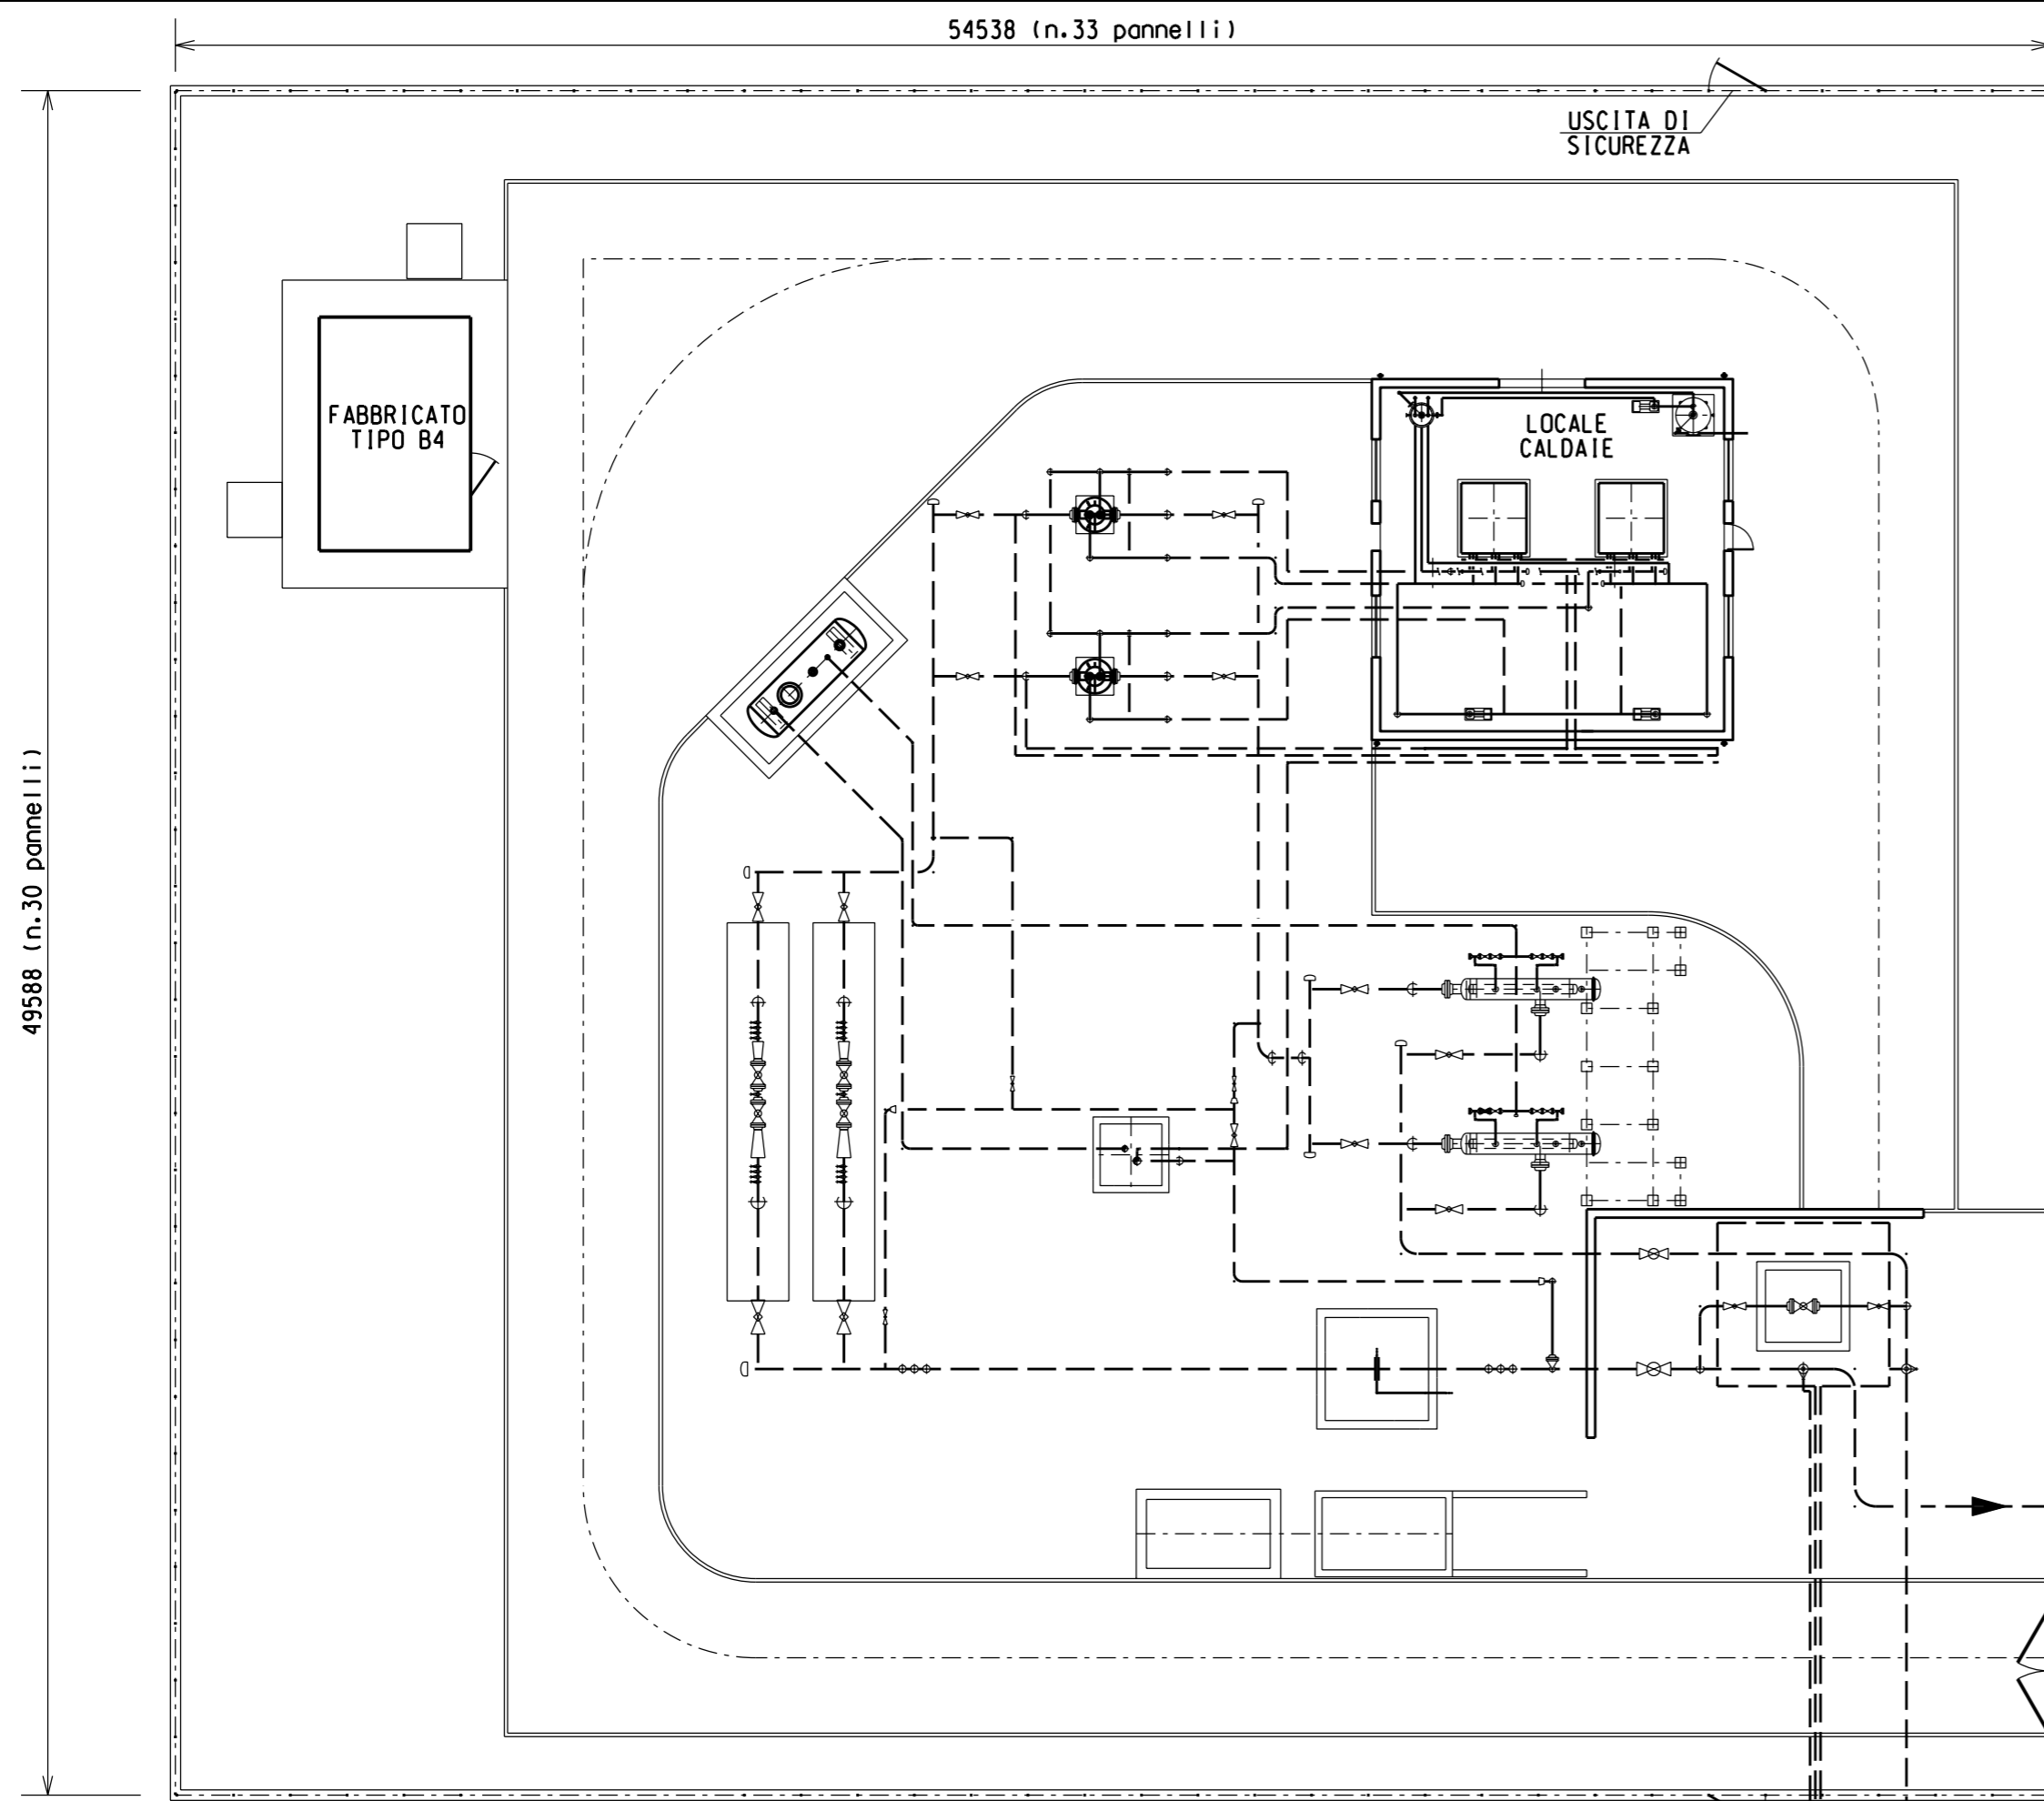 54538 (n.33 pannelli)
USCITA DI
SICUREZZA
FABBRICATO
TIPO B4
LOCALE
CALDAIE
49588 (n.30 pannelli)